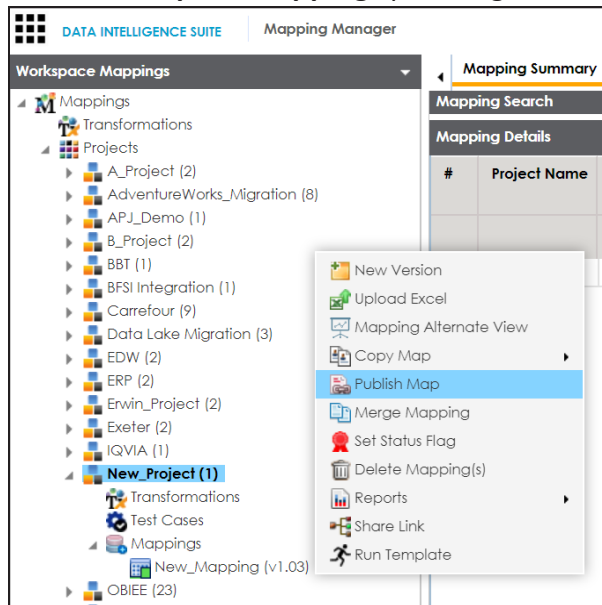 DATA INTELLIGENCE SUITE
Mapping Manager
Workspace Mappings
Mappings
Transformations
Projects
A_Project (2)
AdventureWorks_Migration (8)
APJ_Demo (1)
B_Project (2)
BBT (1)
BFSI Integration (1)
Carrefour (9)
Data Lake Migration (3)
EDW (2)
ERP (2)
Erwin_Project (2)
Exeter (2)
IQVIA (1)
New_Project (1)
Transformations
Test Cases
Mappings
New_Mapping (v1.03)
OBIEE (23)
Mapping Summary
Mapping Search
Mapping Details
# Project Name
New Version
Upload Excel
Mapping Alternate View
Copy Map
Publish Map
Merge Mapping
Set Status Flag
Delete Mapping(s)
Reports
Share Link
Run Template